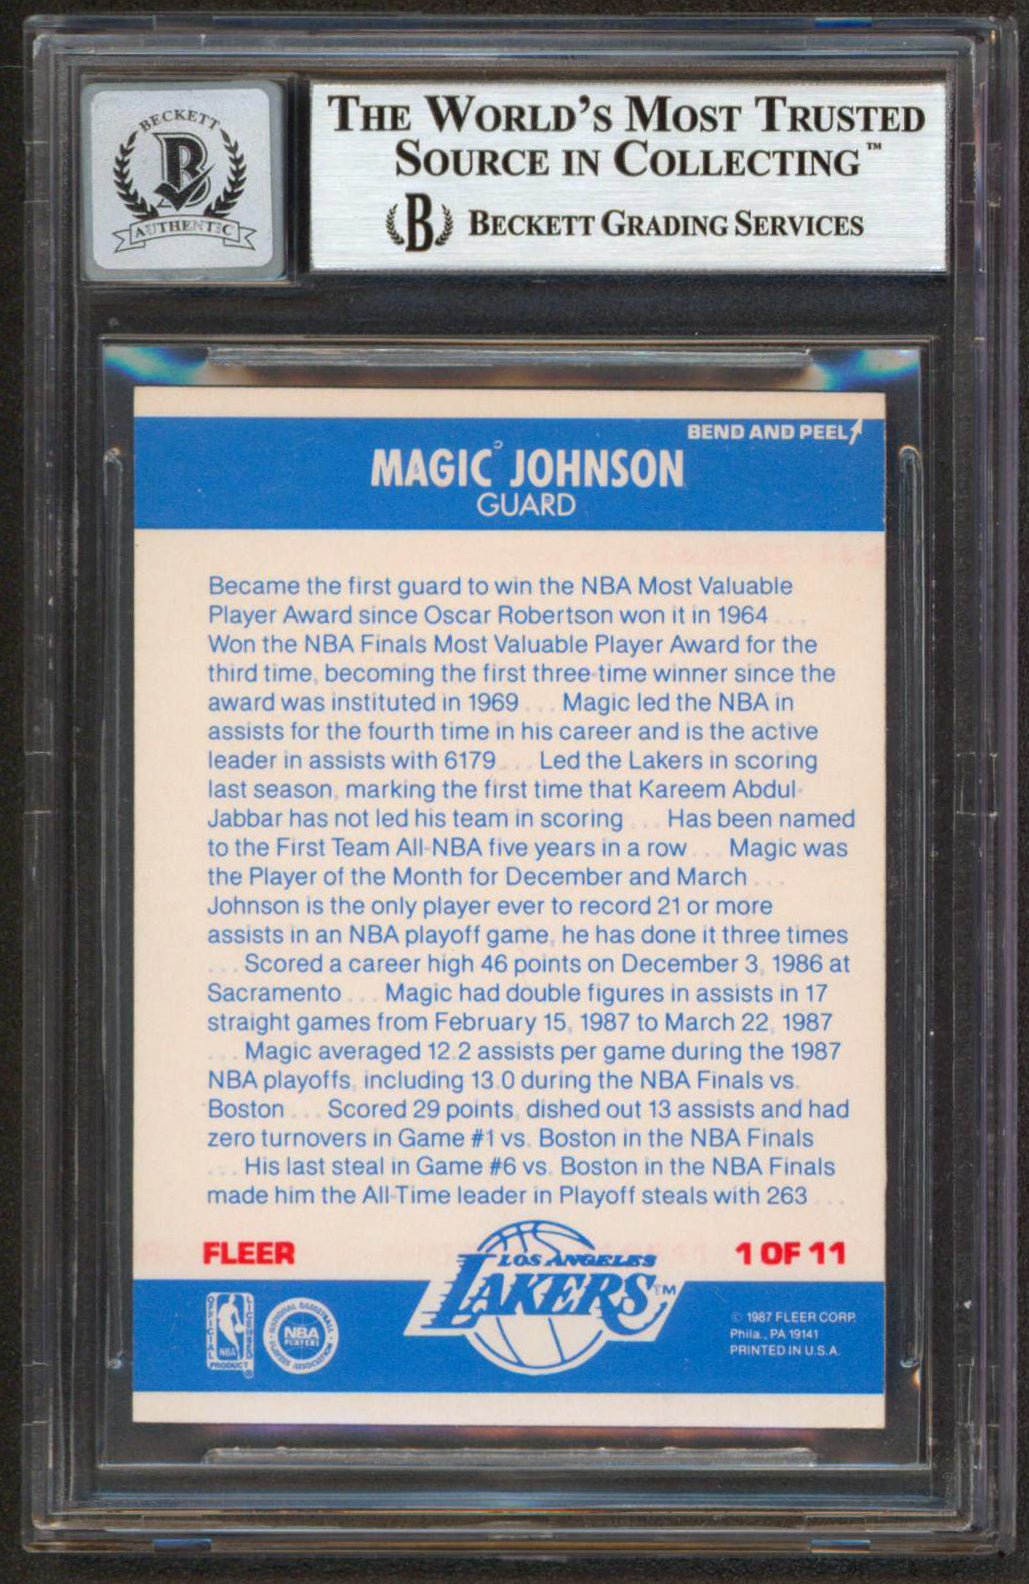 BECKETT
B
AUTHENTIC
THE WORLD'S MOST TRUSTED
SOURCE IN COLLECTING™
B BECKETT GRADING SERVICES
BEND AND PEEL
MAGIC JOHNSON
GUARD
Became the first guard to win the NBA Most Valuable
Player Award since Oscar Robertson won it in 1964 ...
Won the NBA Finals Most Valuable Player Award for the
third time, becoming the first three-time winner since the
award was instituted in 1969 ... Magic led the NBA in
assists for the fourth time in his career and is the active
leader in assists with 6179 ... Led the Lakers in scoring
last season, marking the first time that Kareem Abdul-
Jabbar has not led his team in scoring ... Has been named
to the First Team All-NBA five years in a row ... Magic was
the Player of the Month for December and March ...
Johnson is the only player ever to record 21 or more
assists in an NBA playoff game, he has done it three times
... Scored a career high 46 points on December 3, 1986 at
Sacramento ... Magic had double figures in assists in 17
straight games from February 15, 1987 to March 22, 1987
... Magic averaged 12.2 assists per game during the 1987
NBA playoffs, including 13.0 during the NBA Finals vs.
Boston ... Scored 29 points, dished out 13 assists and had
zero turnovers in Game #1 vs. Boston in the NBA Finals
... His last steal in Game #6 vs. Boston in the NBA Finals
made him the All-Time leader in Playoff steals with 263 ...
FLEER
1 OF 11
LOS ANGELES
LAKERS™
OFFICIAL LICENSED PRODUCT
NBA
®
NATIONAL BASKETBALL PLAYERS ASSOCIATION
NBA
PLAYERS
© 1987 FLEER CORP.
Phila., PA 19141
PRINTED IN U.S.A.